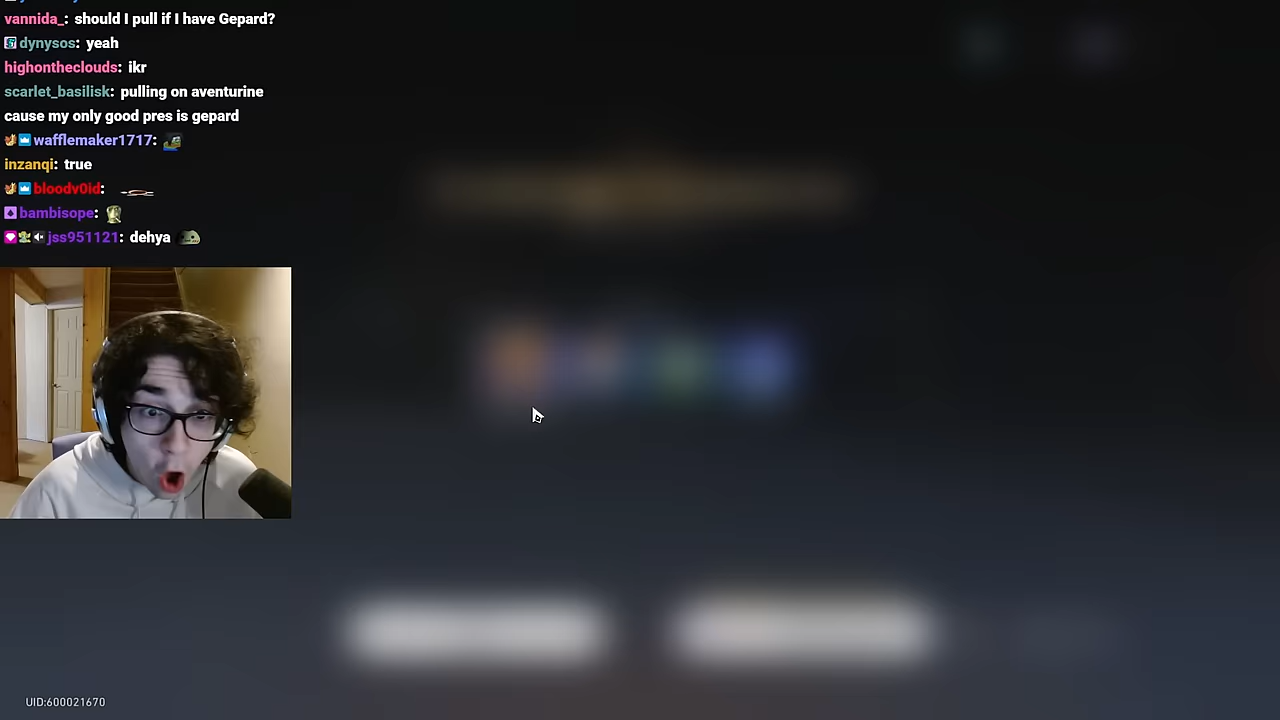 vannida_: should I pull if I have Gepard?
dynysos: yeah
highontheclouds: ikr
scarlet_basilisk: pulling on aventurine
cause my only good pres is gepard
wafflemaker1717:
inzanqi: true
bloodv0id:
bambisope:
jss951121: dehya
UID:600021670